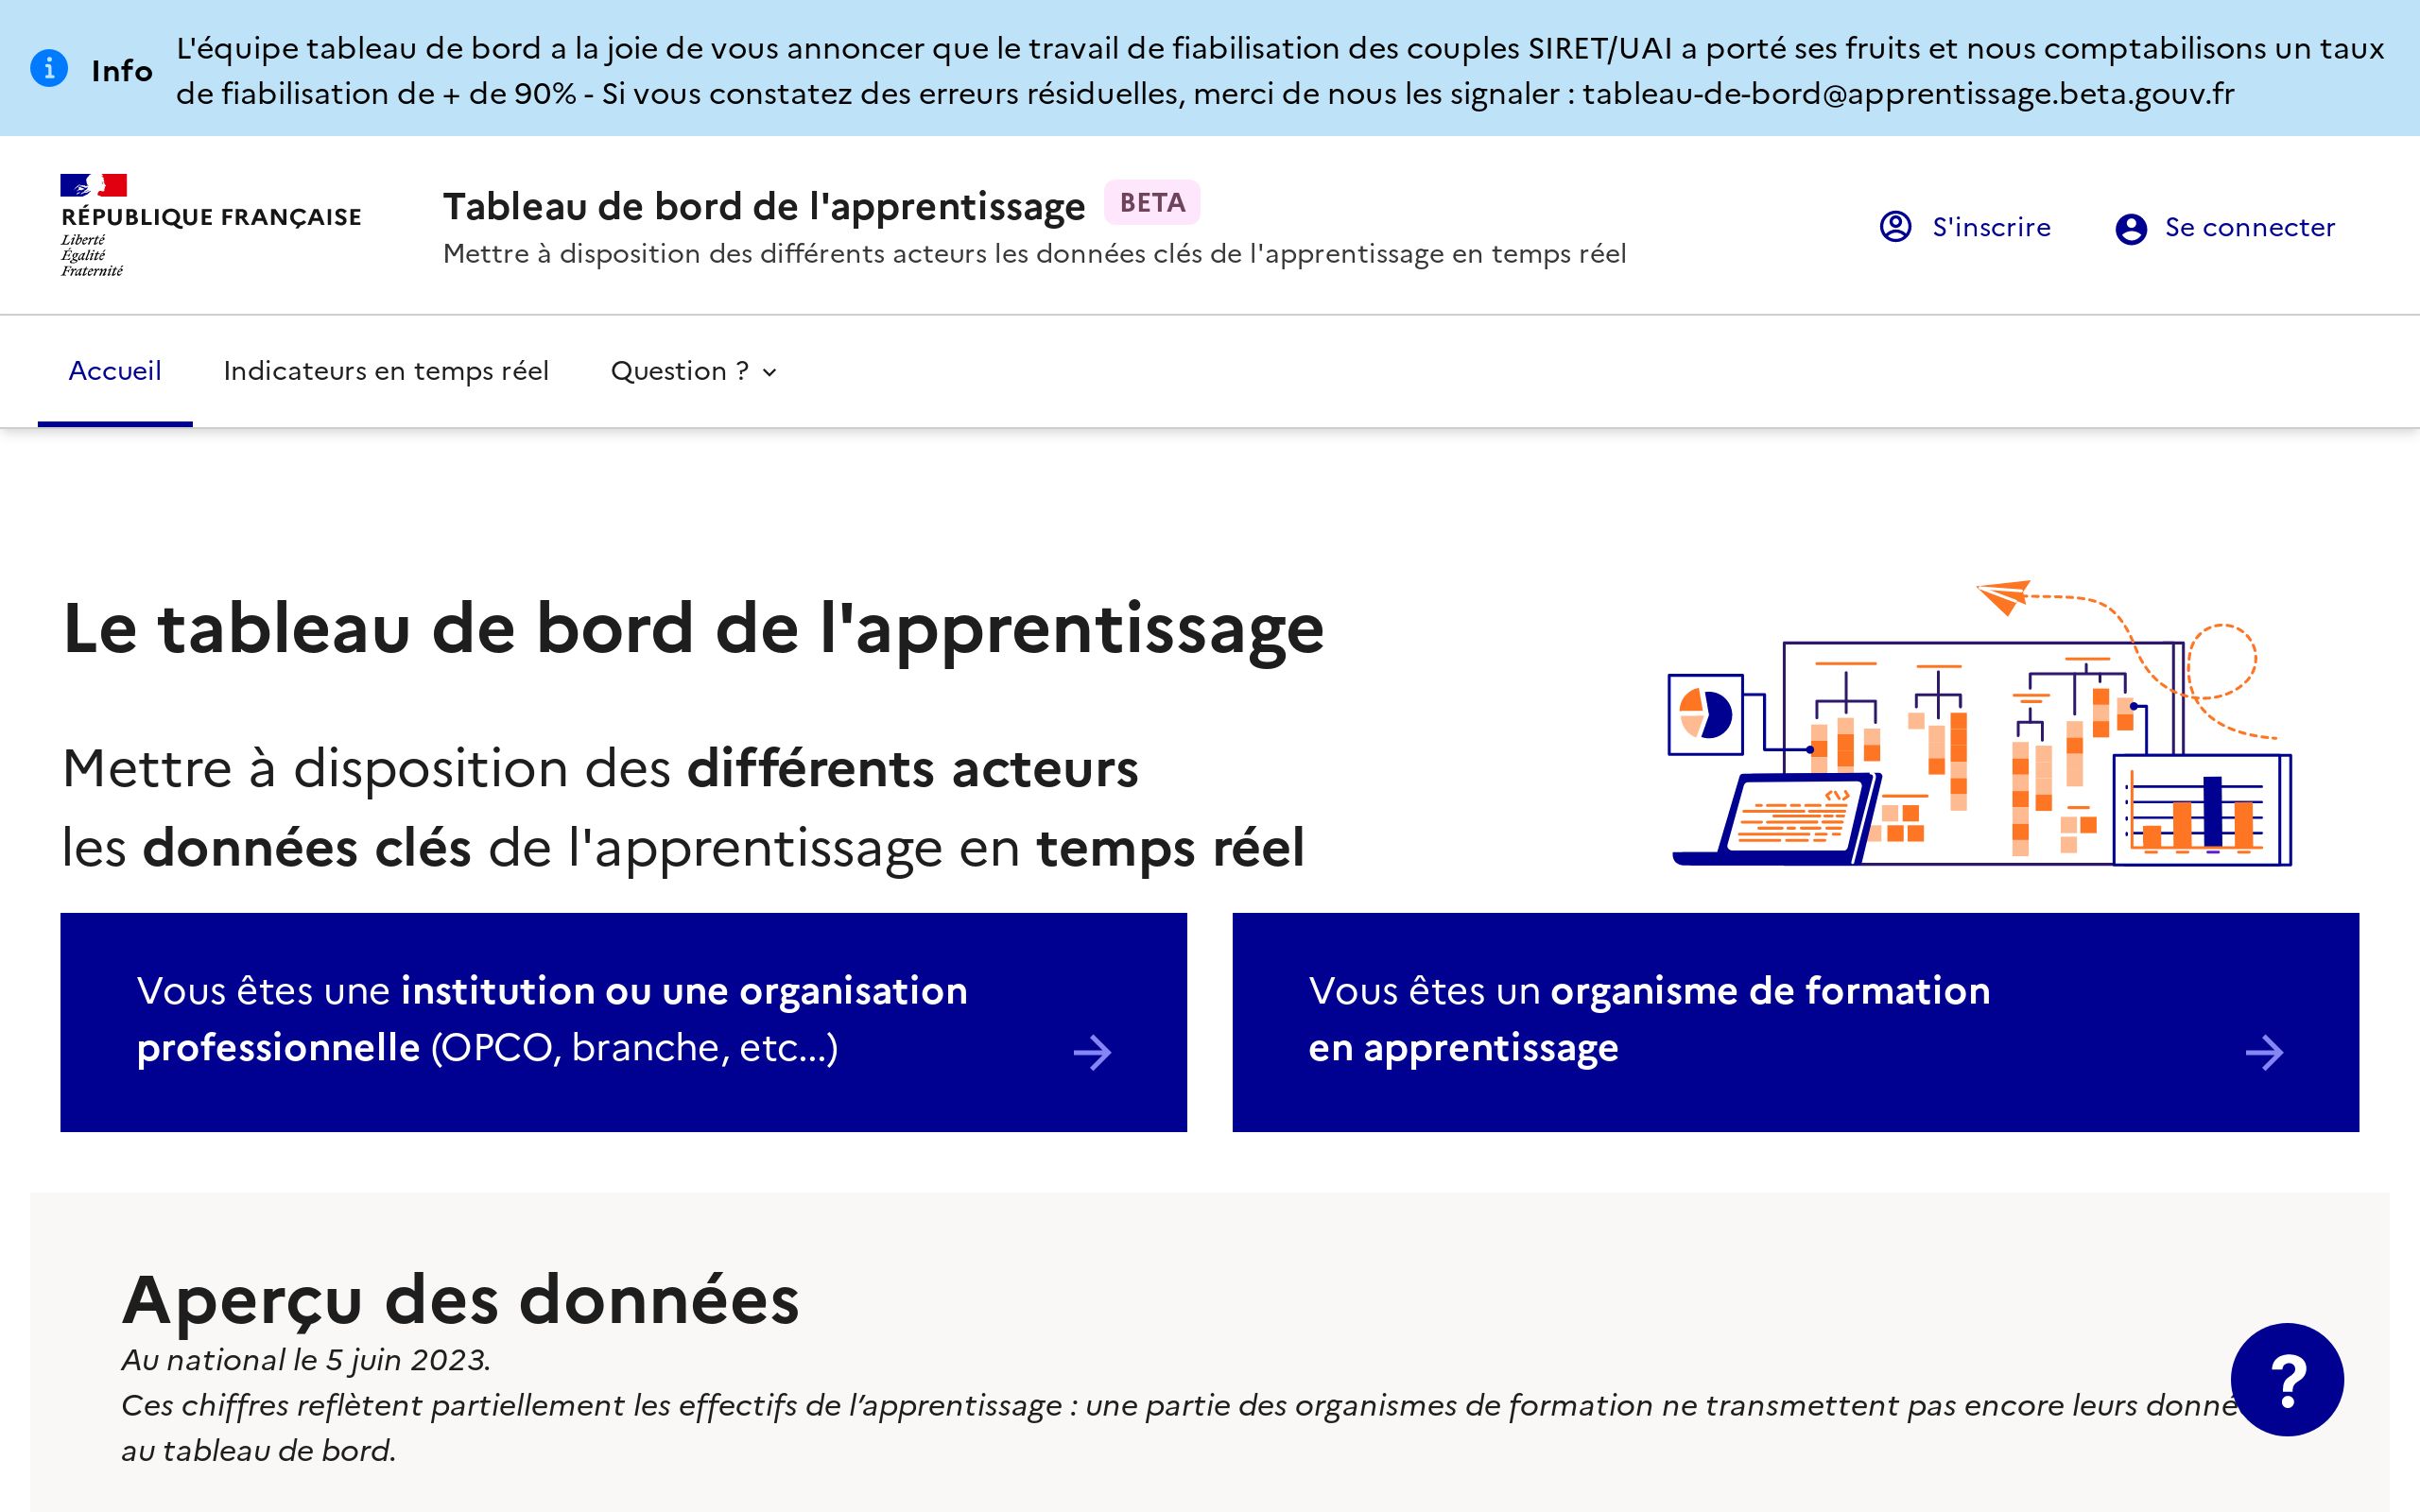 Info
L'équipe tableau de bord a la joie de vous annoncer que le travail de fiabilisation des couples SIRET/UAI a porté ses fruits et nous comptabilisons un taux
de fiabilisation de + de 90% - Si vous constatez des erreurs résiduelles, merci de nous les signaler : tableau-de-bord@apprentissage.beta.gouv.fr
RÉPUBLIQUE FRANÇAISE
Liberté
Égalité
Fraternité
Tableau de bord de l'apprentissage BETA
Mettre à disposition des différents acteurs les données clés de l'apprentissage en temps réel
S'inscrire
Se connecter
Accueil
Indicateurs en temps réel
Question ?
Le tableau de bord de l'apprentissage
Mettre à disposition des différents acteurs
les données clés de l'apprentissage en temps réel
Vous êtes une institution ou une organisation
professionnelle (OPCO, branche, etc...)
Vous êtes un organisme de formation
en apprentissage
Aperçu des données
Au national le 5 juin 2023.
Ces chiffres reflètent partiellement les effectifs de l’apprentissage : une partie des organismes de formation ne transmettent pas encore leurs
au tableau de bord.
?